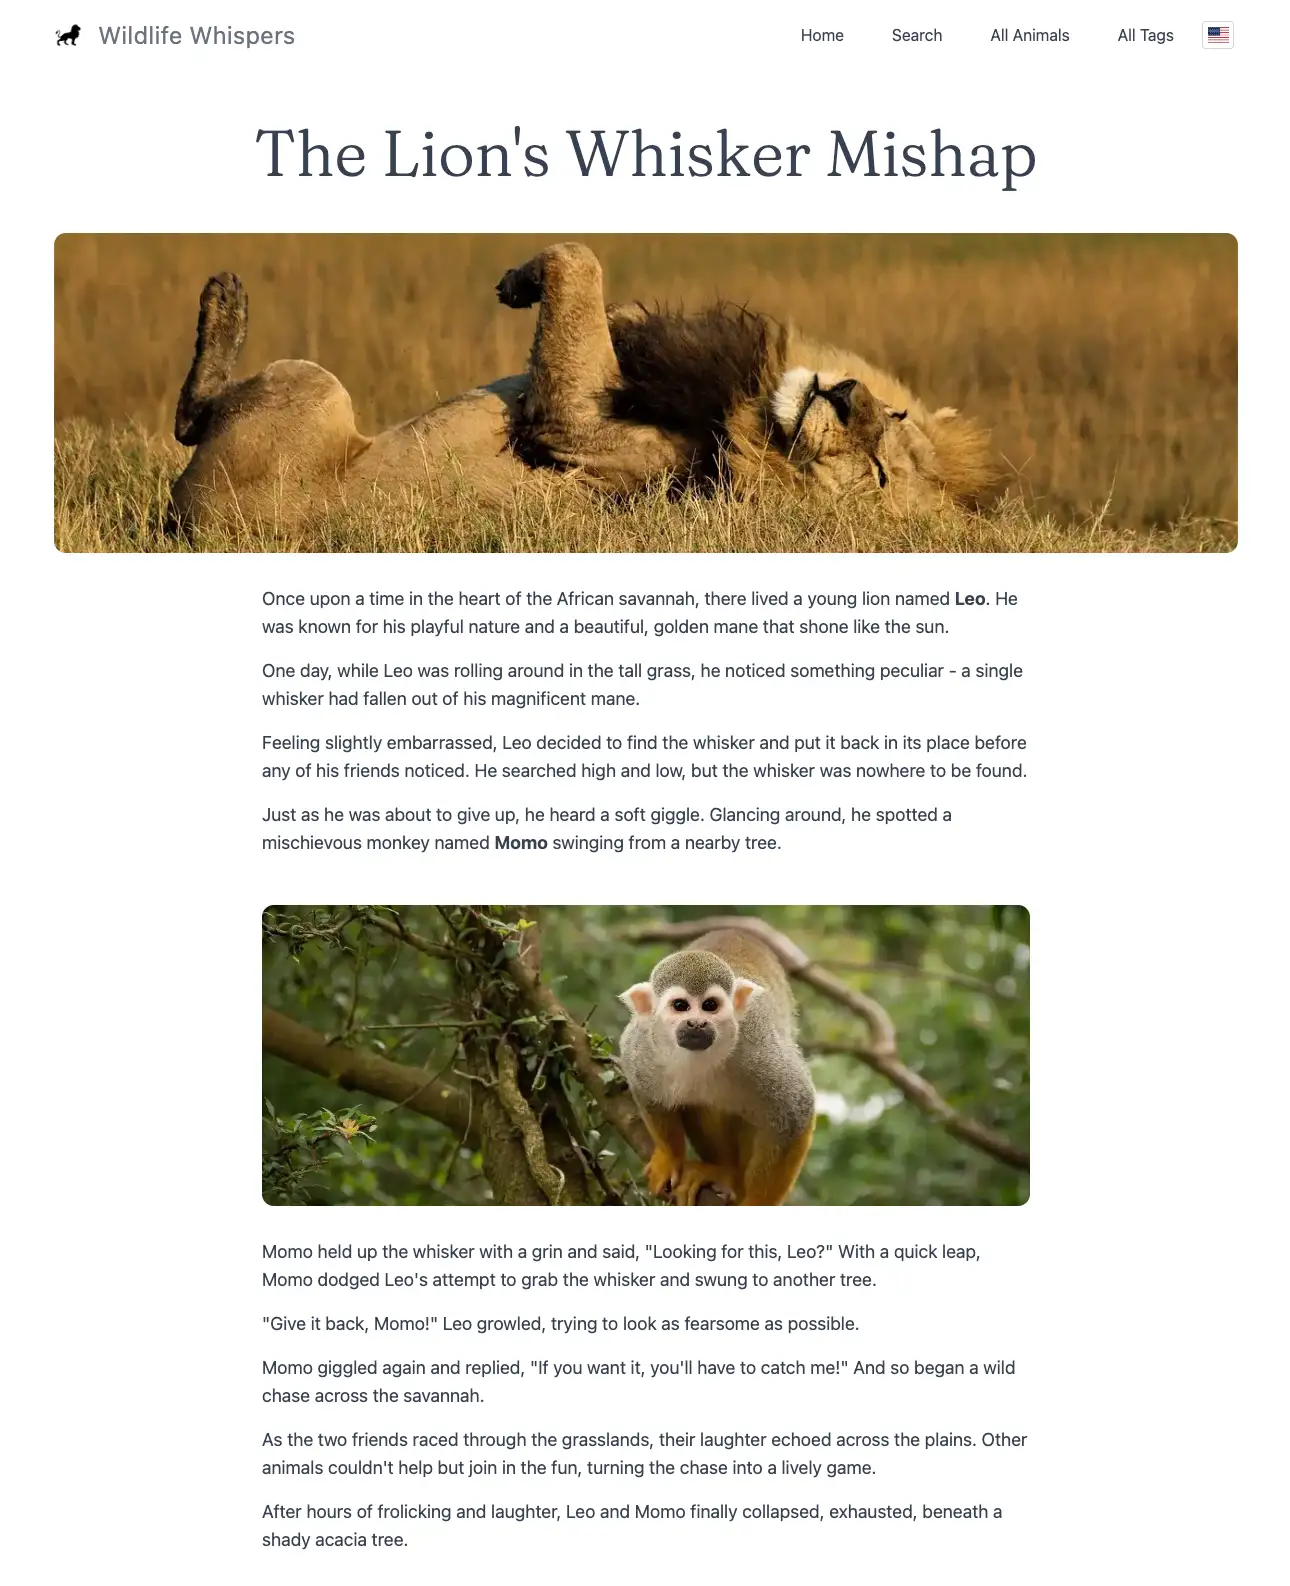 Wildlife Whispers
Home Search All Animals All Tags
The Lion's Whisker Mishap
Once upon a time in the heart of the African savannah, there lived a young lion named Leo. He
was known for his playful nature and a beautiful, golden mane that shone like the sun.
One day, while Leo was rolling around in the tall grass, he noticed something peculiar - a single
whisker had fallen out of his magnificent mane.
Feeling slightly embarrassed, Leo decided to find the whisker and put it back in its place before
any of his friends noticed. He searched high and low, but the whisker was nowhere to be found.
Just as he was about to give up, he heard a soft giggle. Glancing around, he spotted a
mischievous monkey named Momo swinging from a nearby tree.
Momo held up the whisker with a grin and said, "Looking for this, Leo?" With a quick leap,
Momo dodged Leo's attempt to grab the whisker and swung to another tree.
"Give it back, Momo!" Leo growled, trying to look as fearsome as possible.
Momo giggled again and replied, "If you want it, you'll have to catch me!" And so began a wild
chase across the savannah.
As the two friends raced through the grasslands, their laughter echoed across the plains. Other
animals couldn't help but join in the fun, turning the chase into a lively game.
After hours of frolicking and laughter, Leo and Momo finally collapsed, exhausted, beneath a
shady acacia tree.